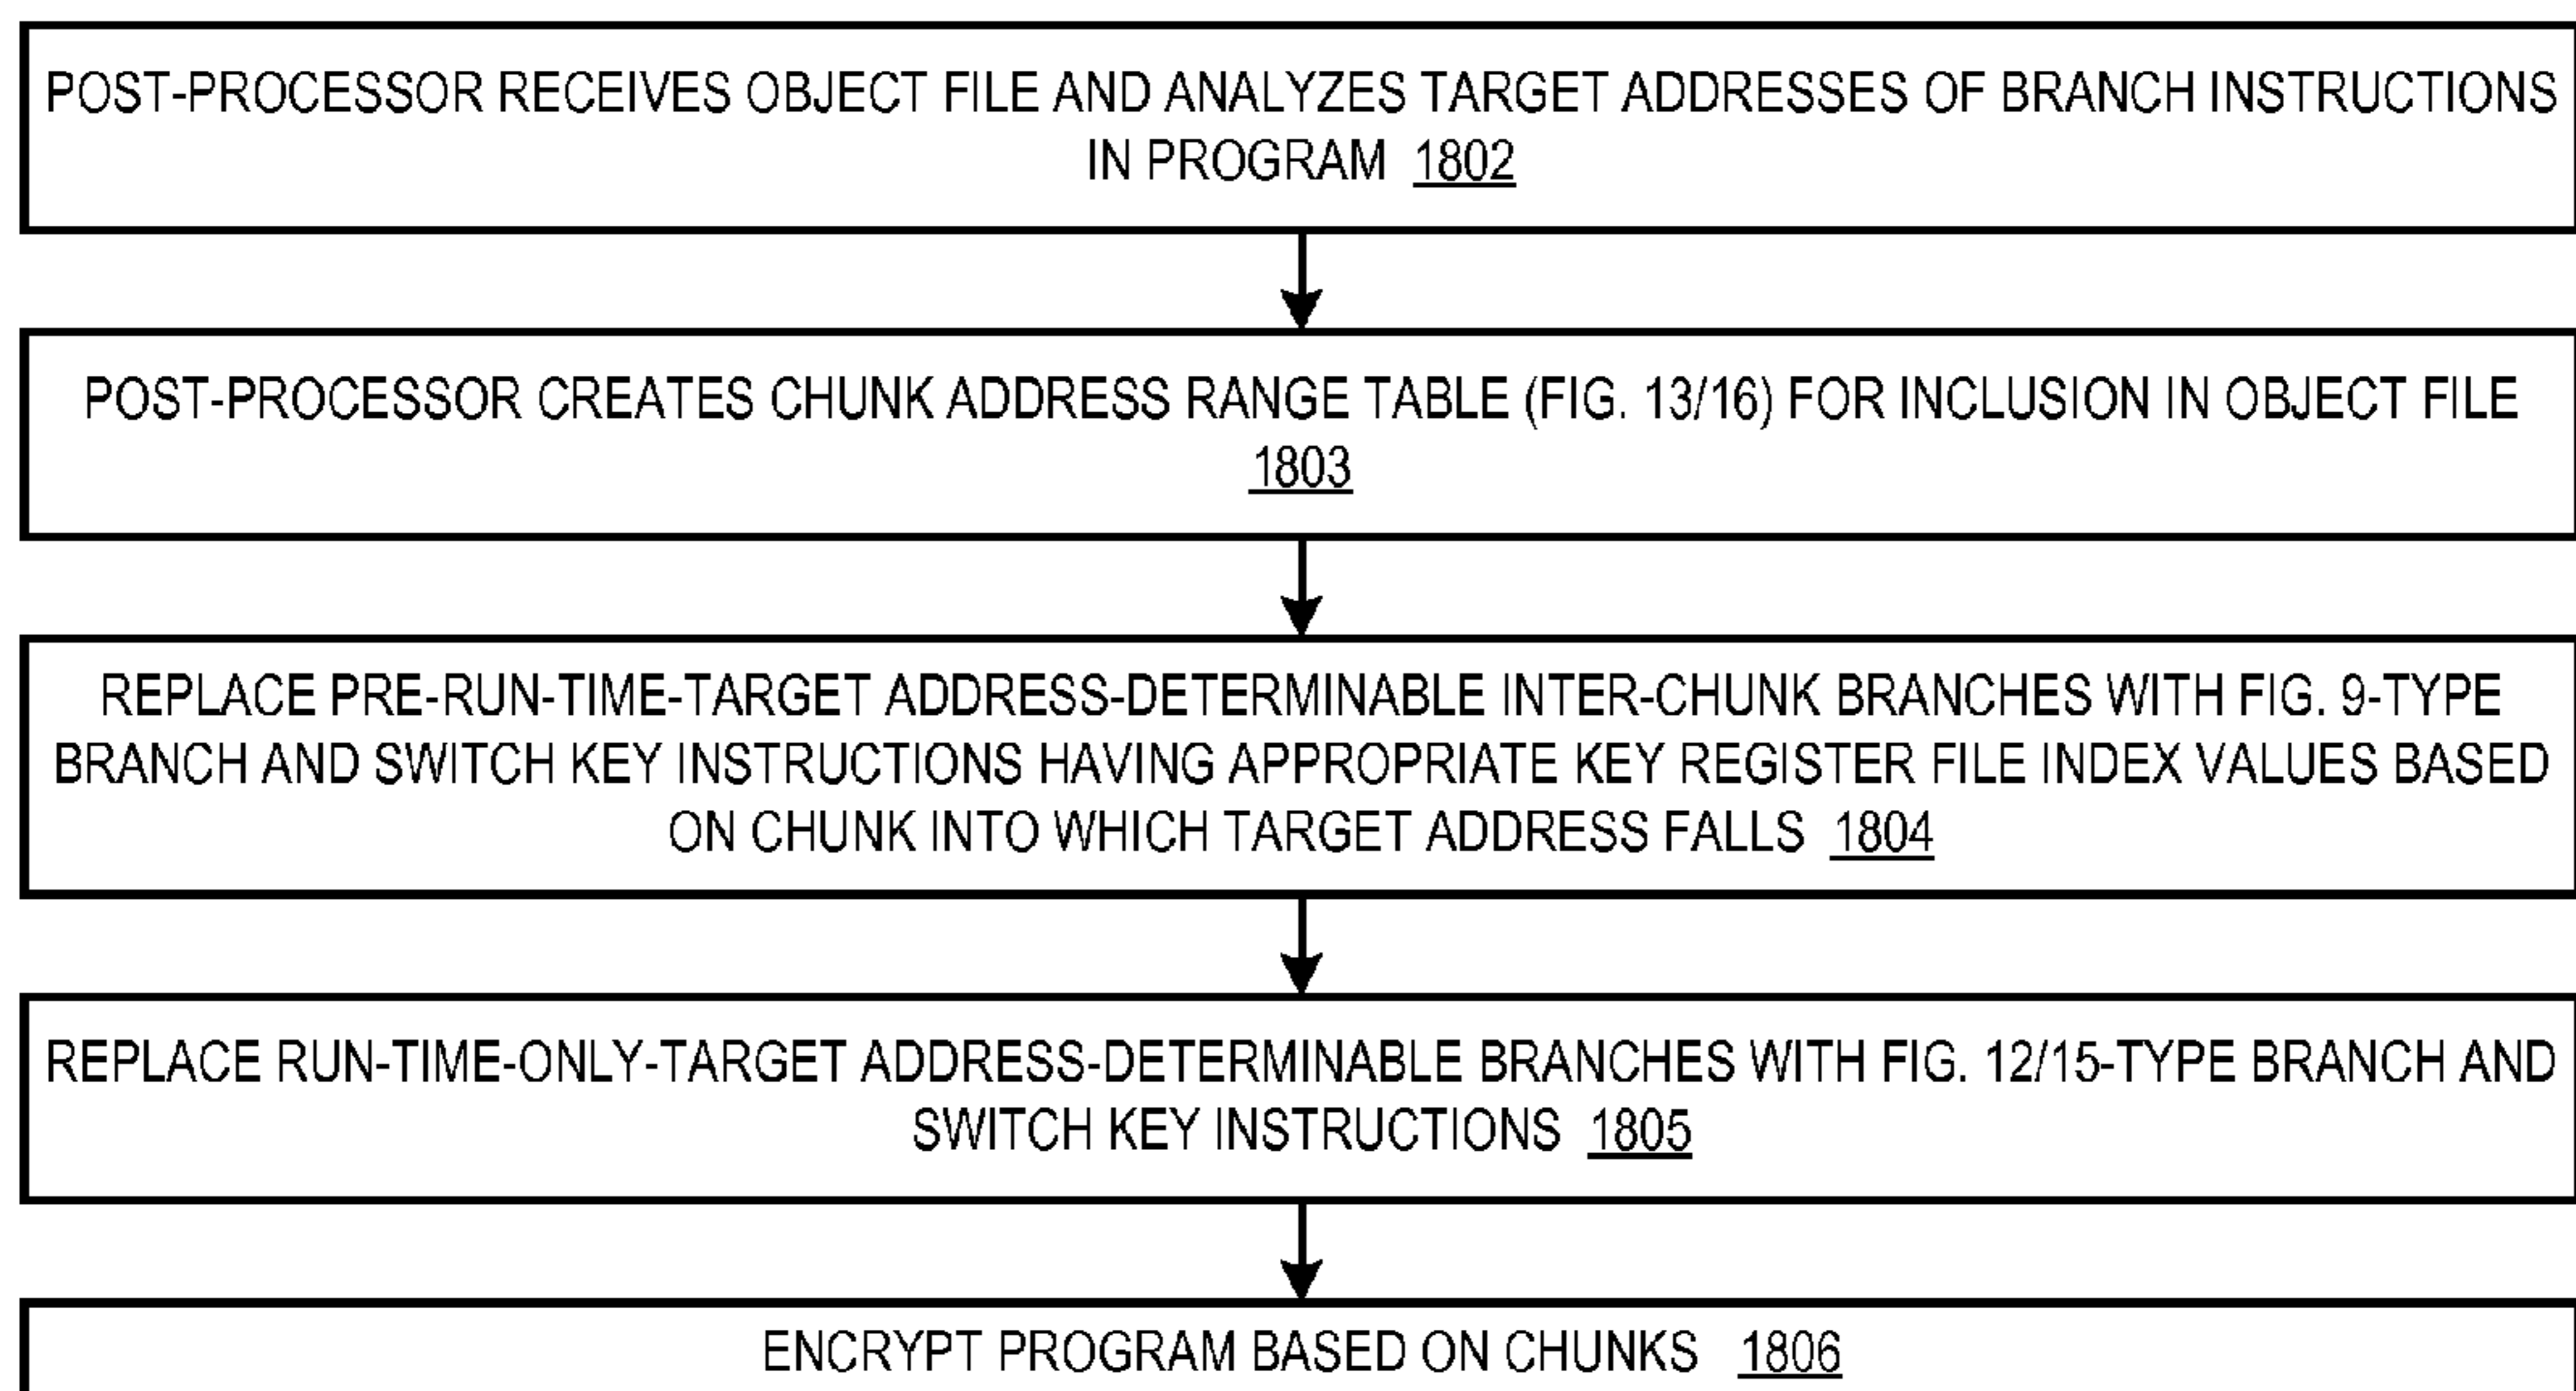 POST-PROCESSOR RECEIVES OBJECT FILE AND ANALYZES TARGET ADDRESSES OF BRANCH INSTRUCTIONS
IN PROGRAM 1802
POST-PROCESSOR CREATES CHUNK ADDRESS RANGE TABLE (FIG. 13/16) FOR INCLUSION IN OBJECT FILE
1803
REPLACE PRE-RUN-TIME-TARGET ADDRESS-DETERMINABLE INTER-CHUNK BRANCHES WITH FIG. 9-TYPE
BRANCH AND SWITCH KEY INSTRUCTIONS HAVING APPROPRIATE KEY REGISTER FILE INDEX VALUES BASED
ON CHUNK INTO WHICH TARGET ADDRESS FALLS 1804
REPLACE RUN-TIME-ONLY-TARGET ADDRESS-DETERMINABLE BRANCHES WITH FIG. 12/15-TYPE BRANCH AND
SWITCH KEY INSTRUCTIONS 1805
ENCRYPT PROGRAM BASED ON CHUNKS 1806